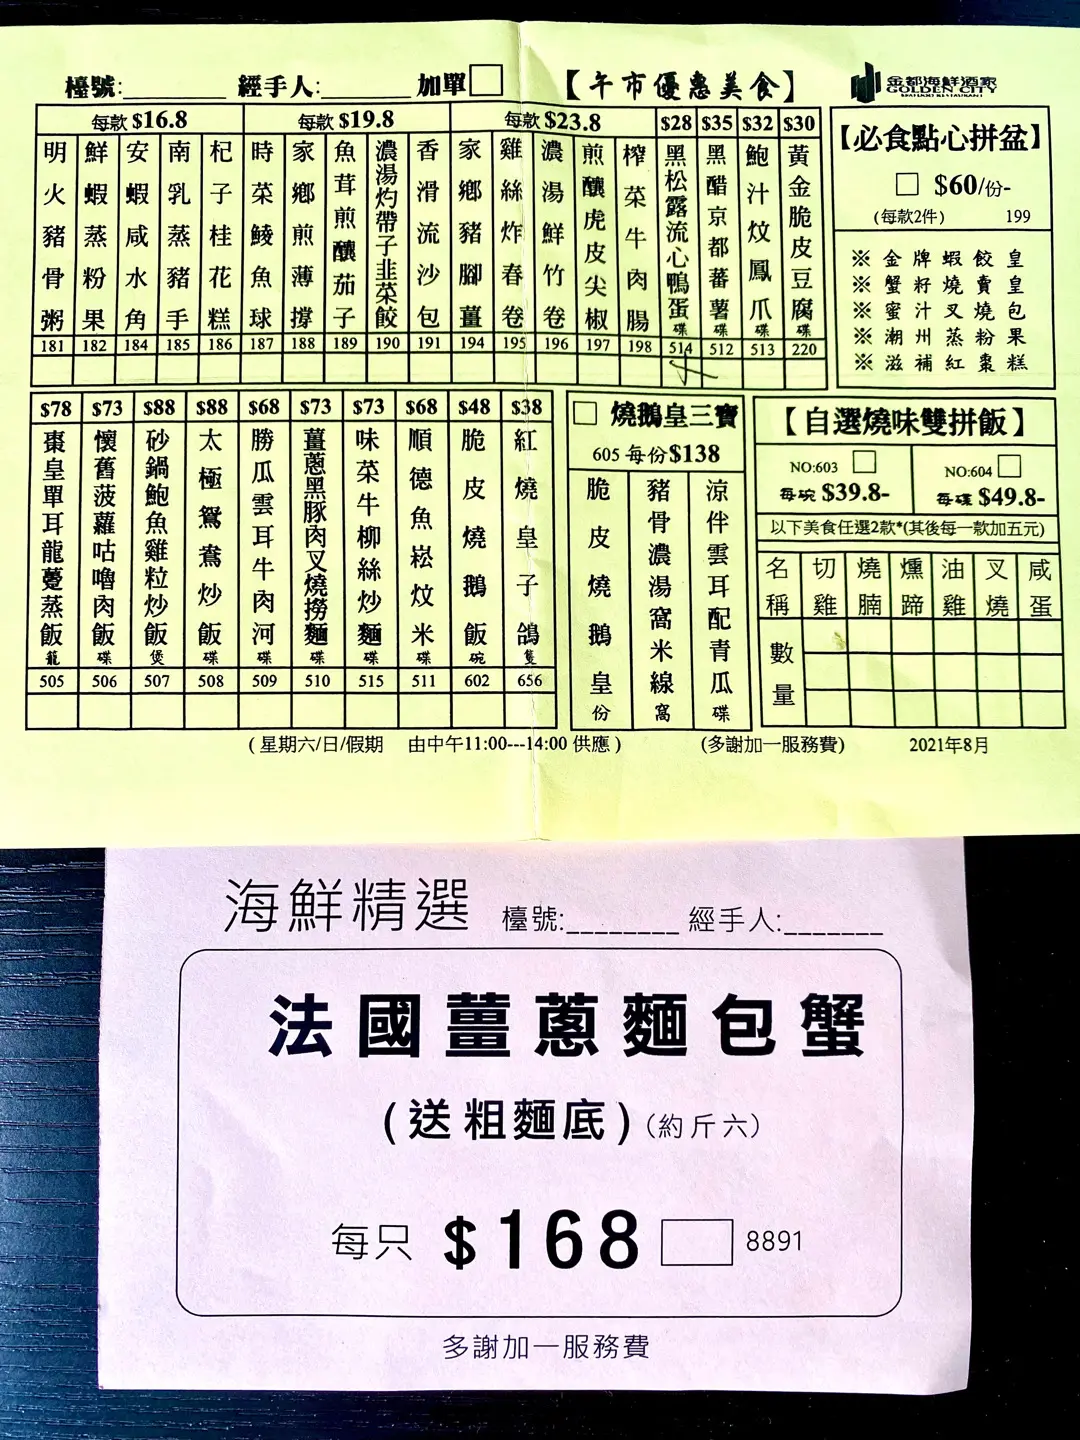 檯號:________ 經手人:________ 加單
【午市優惠美食】
金都海鮮酒家
GOLDEN CITY
每款 $16.8
每款 $19.8
每款 $23.8
$28
$35
$32
$30
明火豬骨粥
鮮蝦蒸粉果
安蝦咸水角
南乳蒸豬手
杞子桂花糕
時菜鯪魚球
家鄉煎薄撐
魚茸煎釀茄子
濃湯灼帶子韭菜餃
香滑流沙包
家鄉豬腳薑
雞絲炸春卷
濃湯鮮竹卷
煎釀虎皮尖椒
榨菜牛肉腸
黑松露流心鴨蛋 碟
黑醋京都蕃薯 碟
鮑汁炆鳳爪 碟
黃金脆皮豆腐 碟
181 182 184 185 186 187 188 189 190 191 194 195 196 197 198 514 512 513 220
【必食點心拼盆】
$60/份-
(每款2件) 199
※ 金牌蝦餃皇
※ 蟹籽燒賣皇
※ 蜜汁叉燒包
※ 潮州蒸粉果
※ 滋補紅棗糕
$78 $73 $88 $88 $68 $73 $73 $68 $48 $38
棗皇單耳龍躉蒸飯 籠
懷舊菠蘿咕嚕肉飯 碟
砂鍋鮑魚雞粒炒飯 煲
太極鴛鴦炒飯 碟
勝瓜雲耳牛肉河 碟
薑蔥黑豚肉叉燒撈麵 碟
味菜牛柳絲炒麵 碟
順德魚崧炆米 碟
脆皮燒鵝飯 碗
紅燒皇子鴿 隻
505 506 507 508 509 510 515 511 602 656
燒鵝皇三寶
605 每份$138
脆皮燒鵝皇 份
豬骨濃湯窩米線 窩
涼伴雲耳配青瓜 碟
【自選燒味雙拼飯】
NO:603
每碗 $39.8-
NO:604
每碟 $49.8-
以下美食任選2款*(其後每一款加五元)
名稱 切雞 燒腩 燻蹄 油雞 叉燒 咸蛋
數量
(星期六/日/假期 由中午11:00---14:00 供應)
(多謝加一服務費)
2021年8月
海鮮精選 檯號:________ 經手人:_______
法國薑蔥麵包蟹
(送粗麵底)(約斤六)
每只 $168 8891
多謝加一服務費